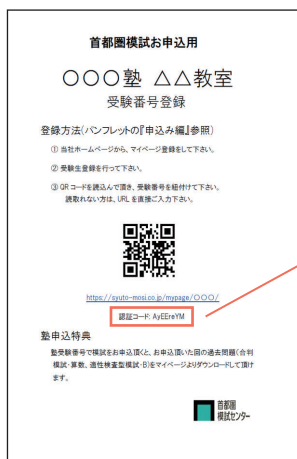 首都圏模試お申込用
○○○塾 △△教室
受験番号登録
登録方法(パンフレットの『申込み編』参照)
① 当社ホームページから、マイページ登録をして下さい。
② 受験生登録を行って下さい。
③ QRコードを読込んで頂き、受験番号を紐付けて下さい。
読取れない方は、URLを直接ご入力下さい。
https://syuto-mosi.co.jp/mypage/○○○/
認証コード: AyEEreYM
塾申込特典
塾受験番号で模試をお申込頂くと、お申込頂いた回の過去問題(合判
模試・算数、適性検査型模試・B)をマイページよりダウンロードして頂け
ます。
首都圏
模試センター